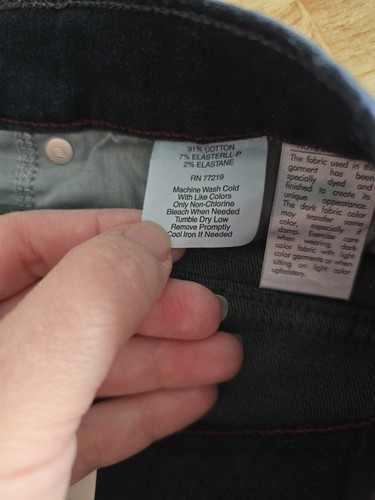 91% COTTON
7% ELASTERELL-P
2% ELASTANE
RN 77219
Machine Wash Cold
With Like Colors
Only Non-Chlorine
Bleach When Needed
Tumble Dry Low
Remove Promptly
Cool Iron If Needed
The fabric used in this
garment has been
specially dyed and
finished to create its
unique appearance.
The dark fabric color
may transfer some
color, especially if
damp. Exercise care
when wearing dark
color fabric with light
color garments or when
sitting on light color
upholstery.